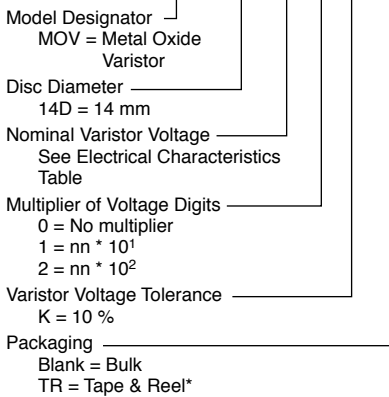 Model Designator
MOV = Metal Oxide
Varistor
Disc Diameter
14D = 14 mm
Nominal Varistor Voltage
See Electrical Characteristics
Table
Multiplier of Voltage Digits
0 = No multiplier
1 = nn * 10¹
2 = nn * 10²
Varistor Voltage Tolerance
K = 10 %
Packaging
Blank = Bulk
TR = Tape & Reel*